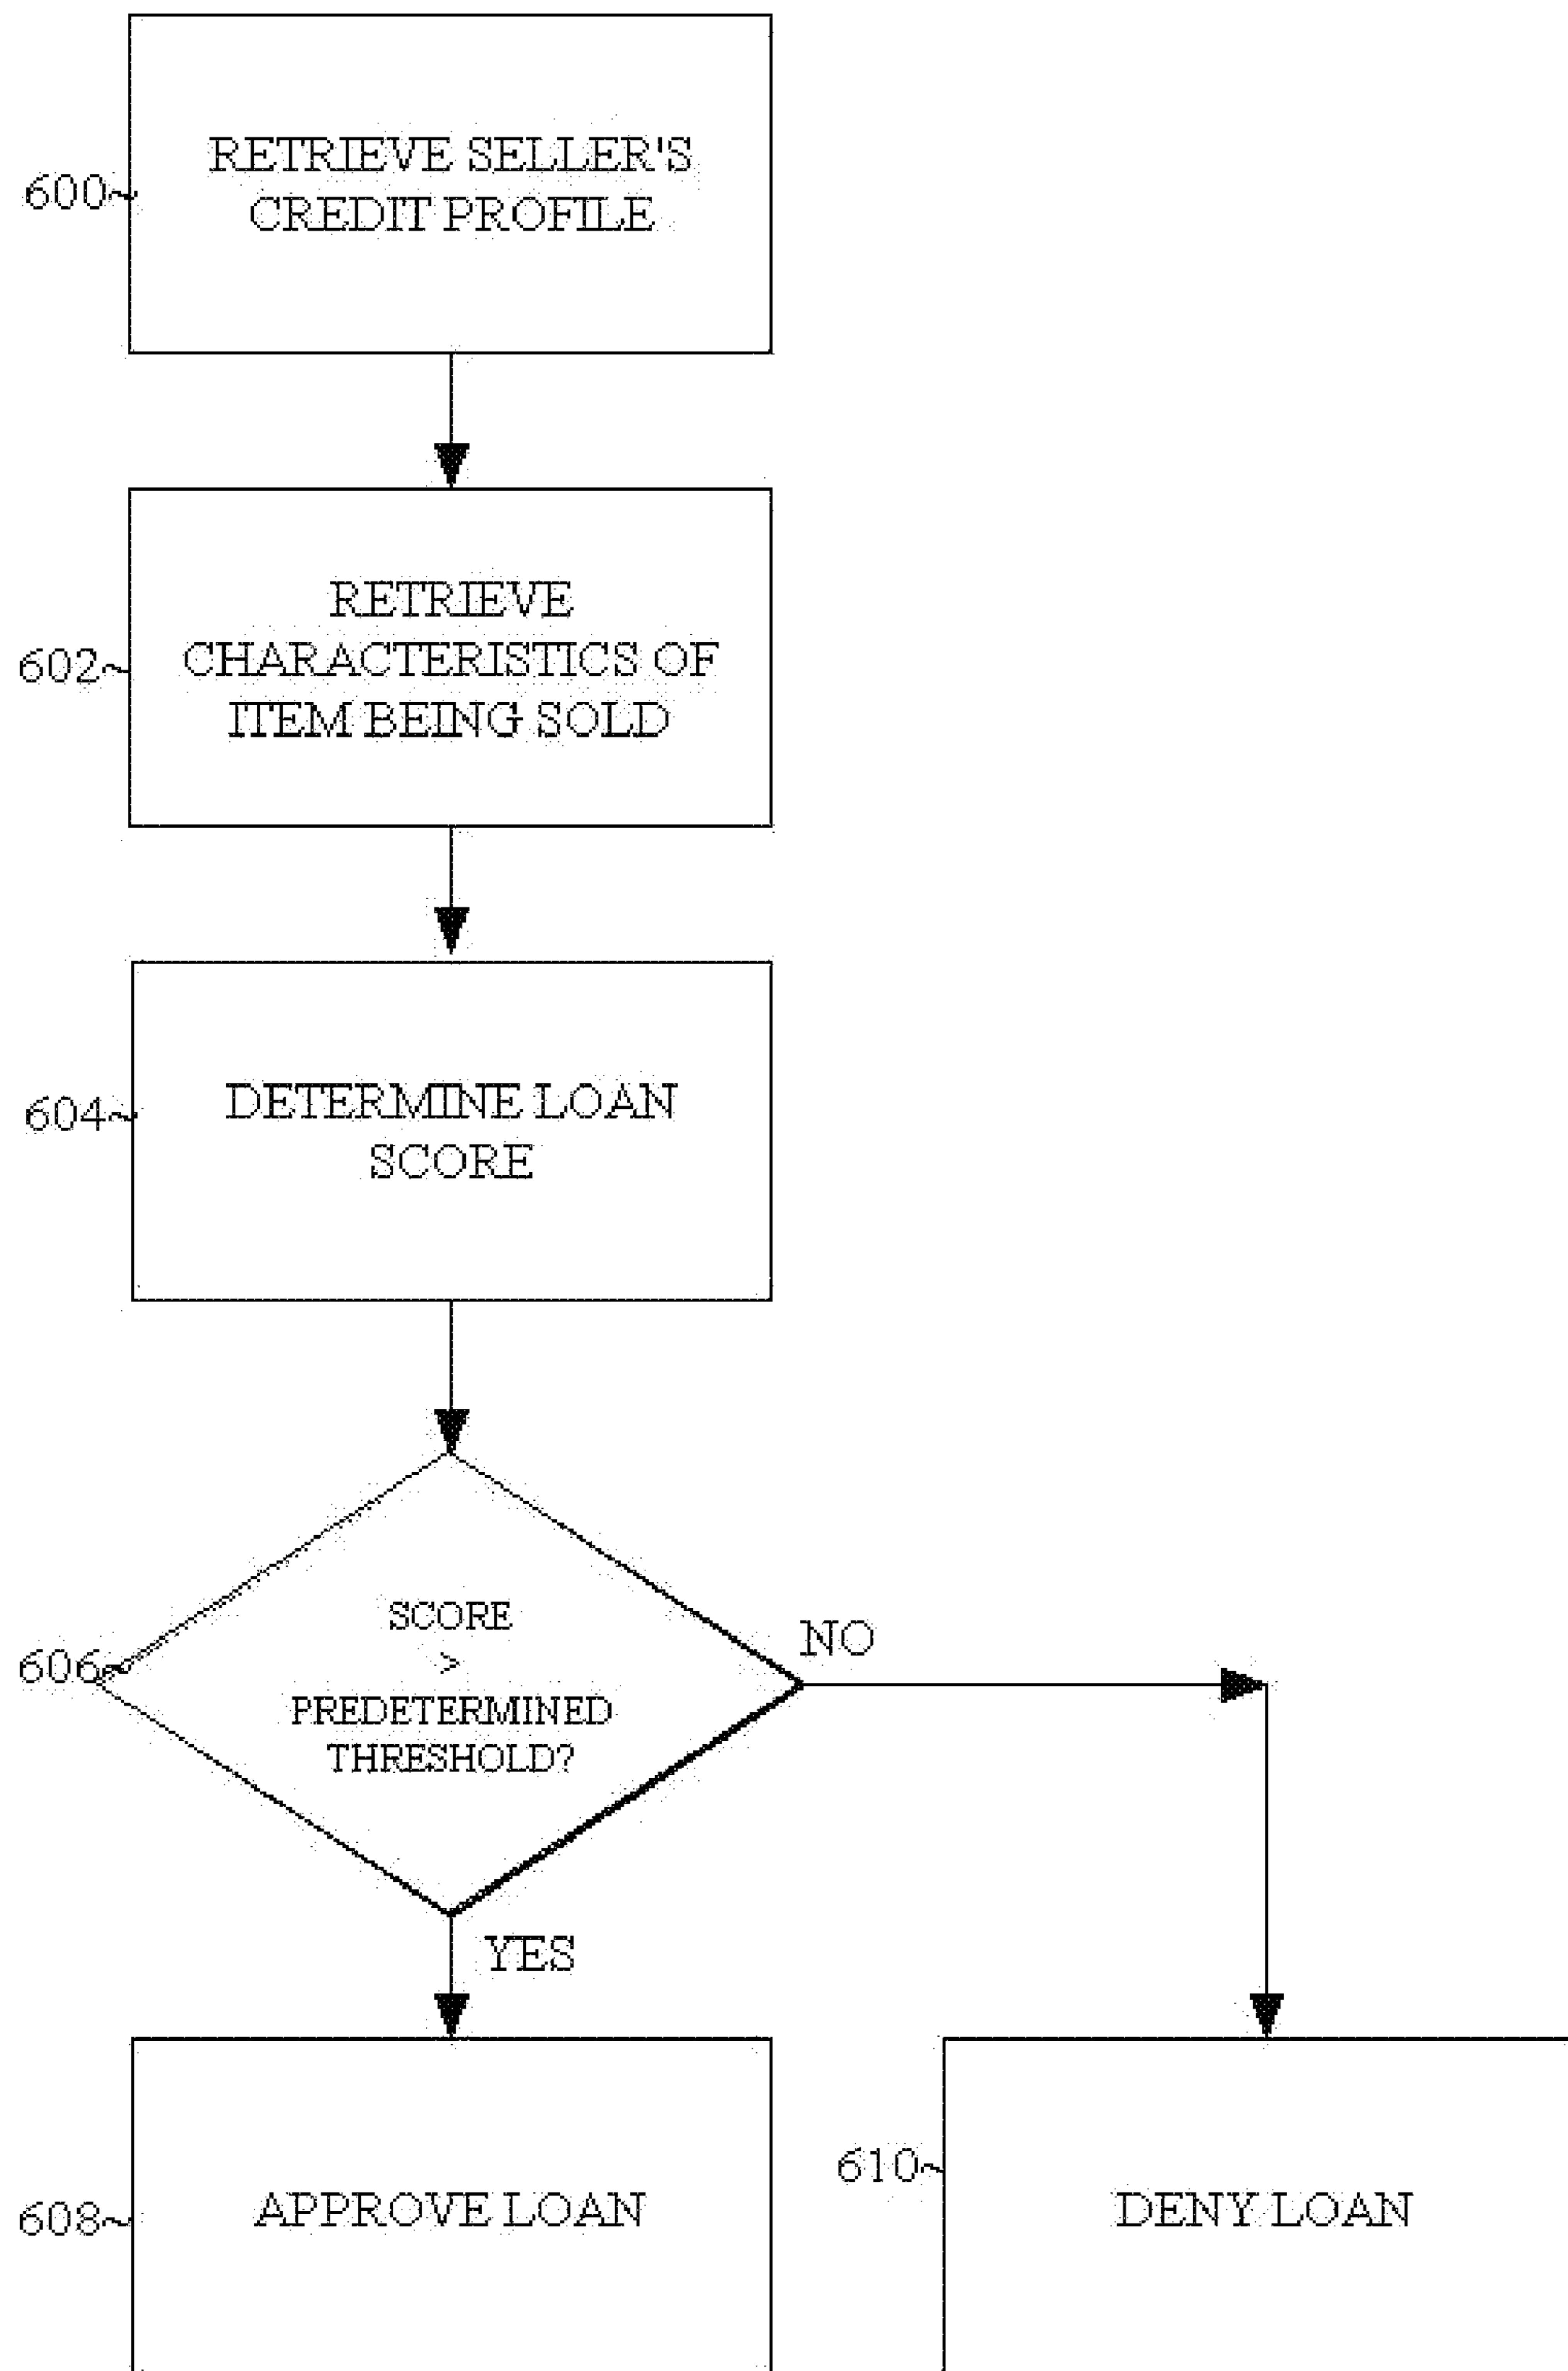 600~
RETRIEVE SELLER'S
CREDIT PROFILE
602~
RETRIEVE
CHARACTERISTICS OF
ITEM BEING SOLD
604~
DETERMINE LOAN
SCORE
606~
SCORE
>
PREDETERMINED
THRESHOLD?
NO
YES
608~
APPROVE LOAN
610~
DENY LOAN